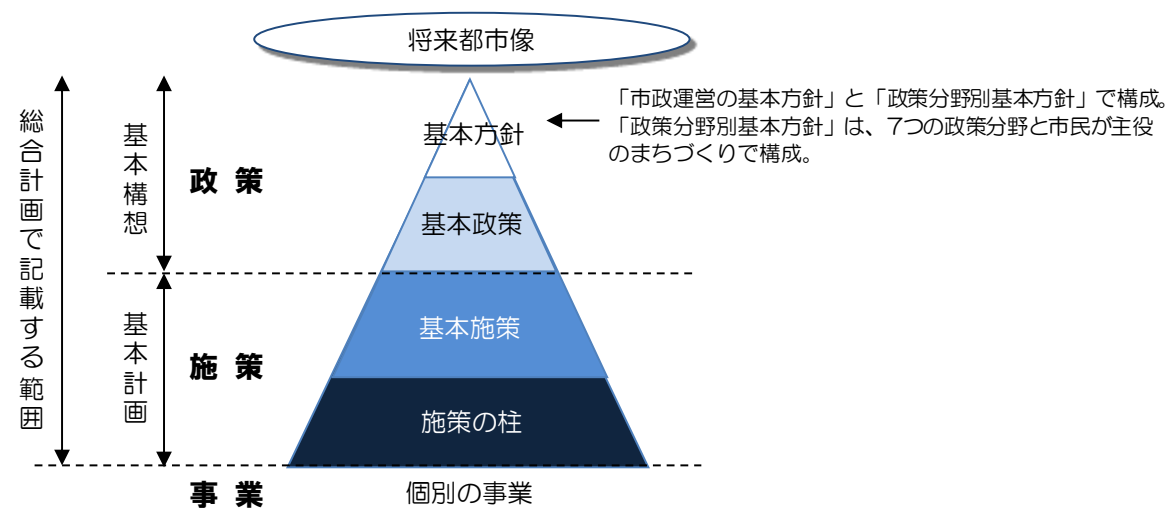 将来都市像
総合計画で記載する範囲
基本構想
政 策
基本方針
「市政運営の基本方針」と「政策分野別基本方針」で構成。
「政策分野別基本方針」は、7つの政策分野と市民が主役
のまちづくりで構成。
基本政策
基本計画
施 策
基本施策
施策の柱
事 業
個別の事業